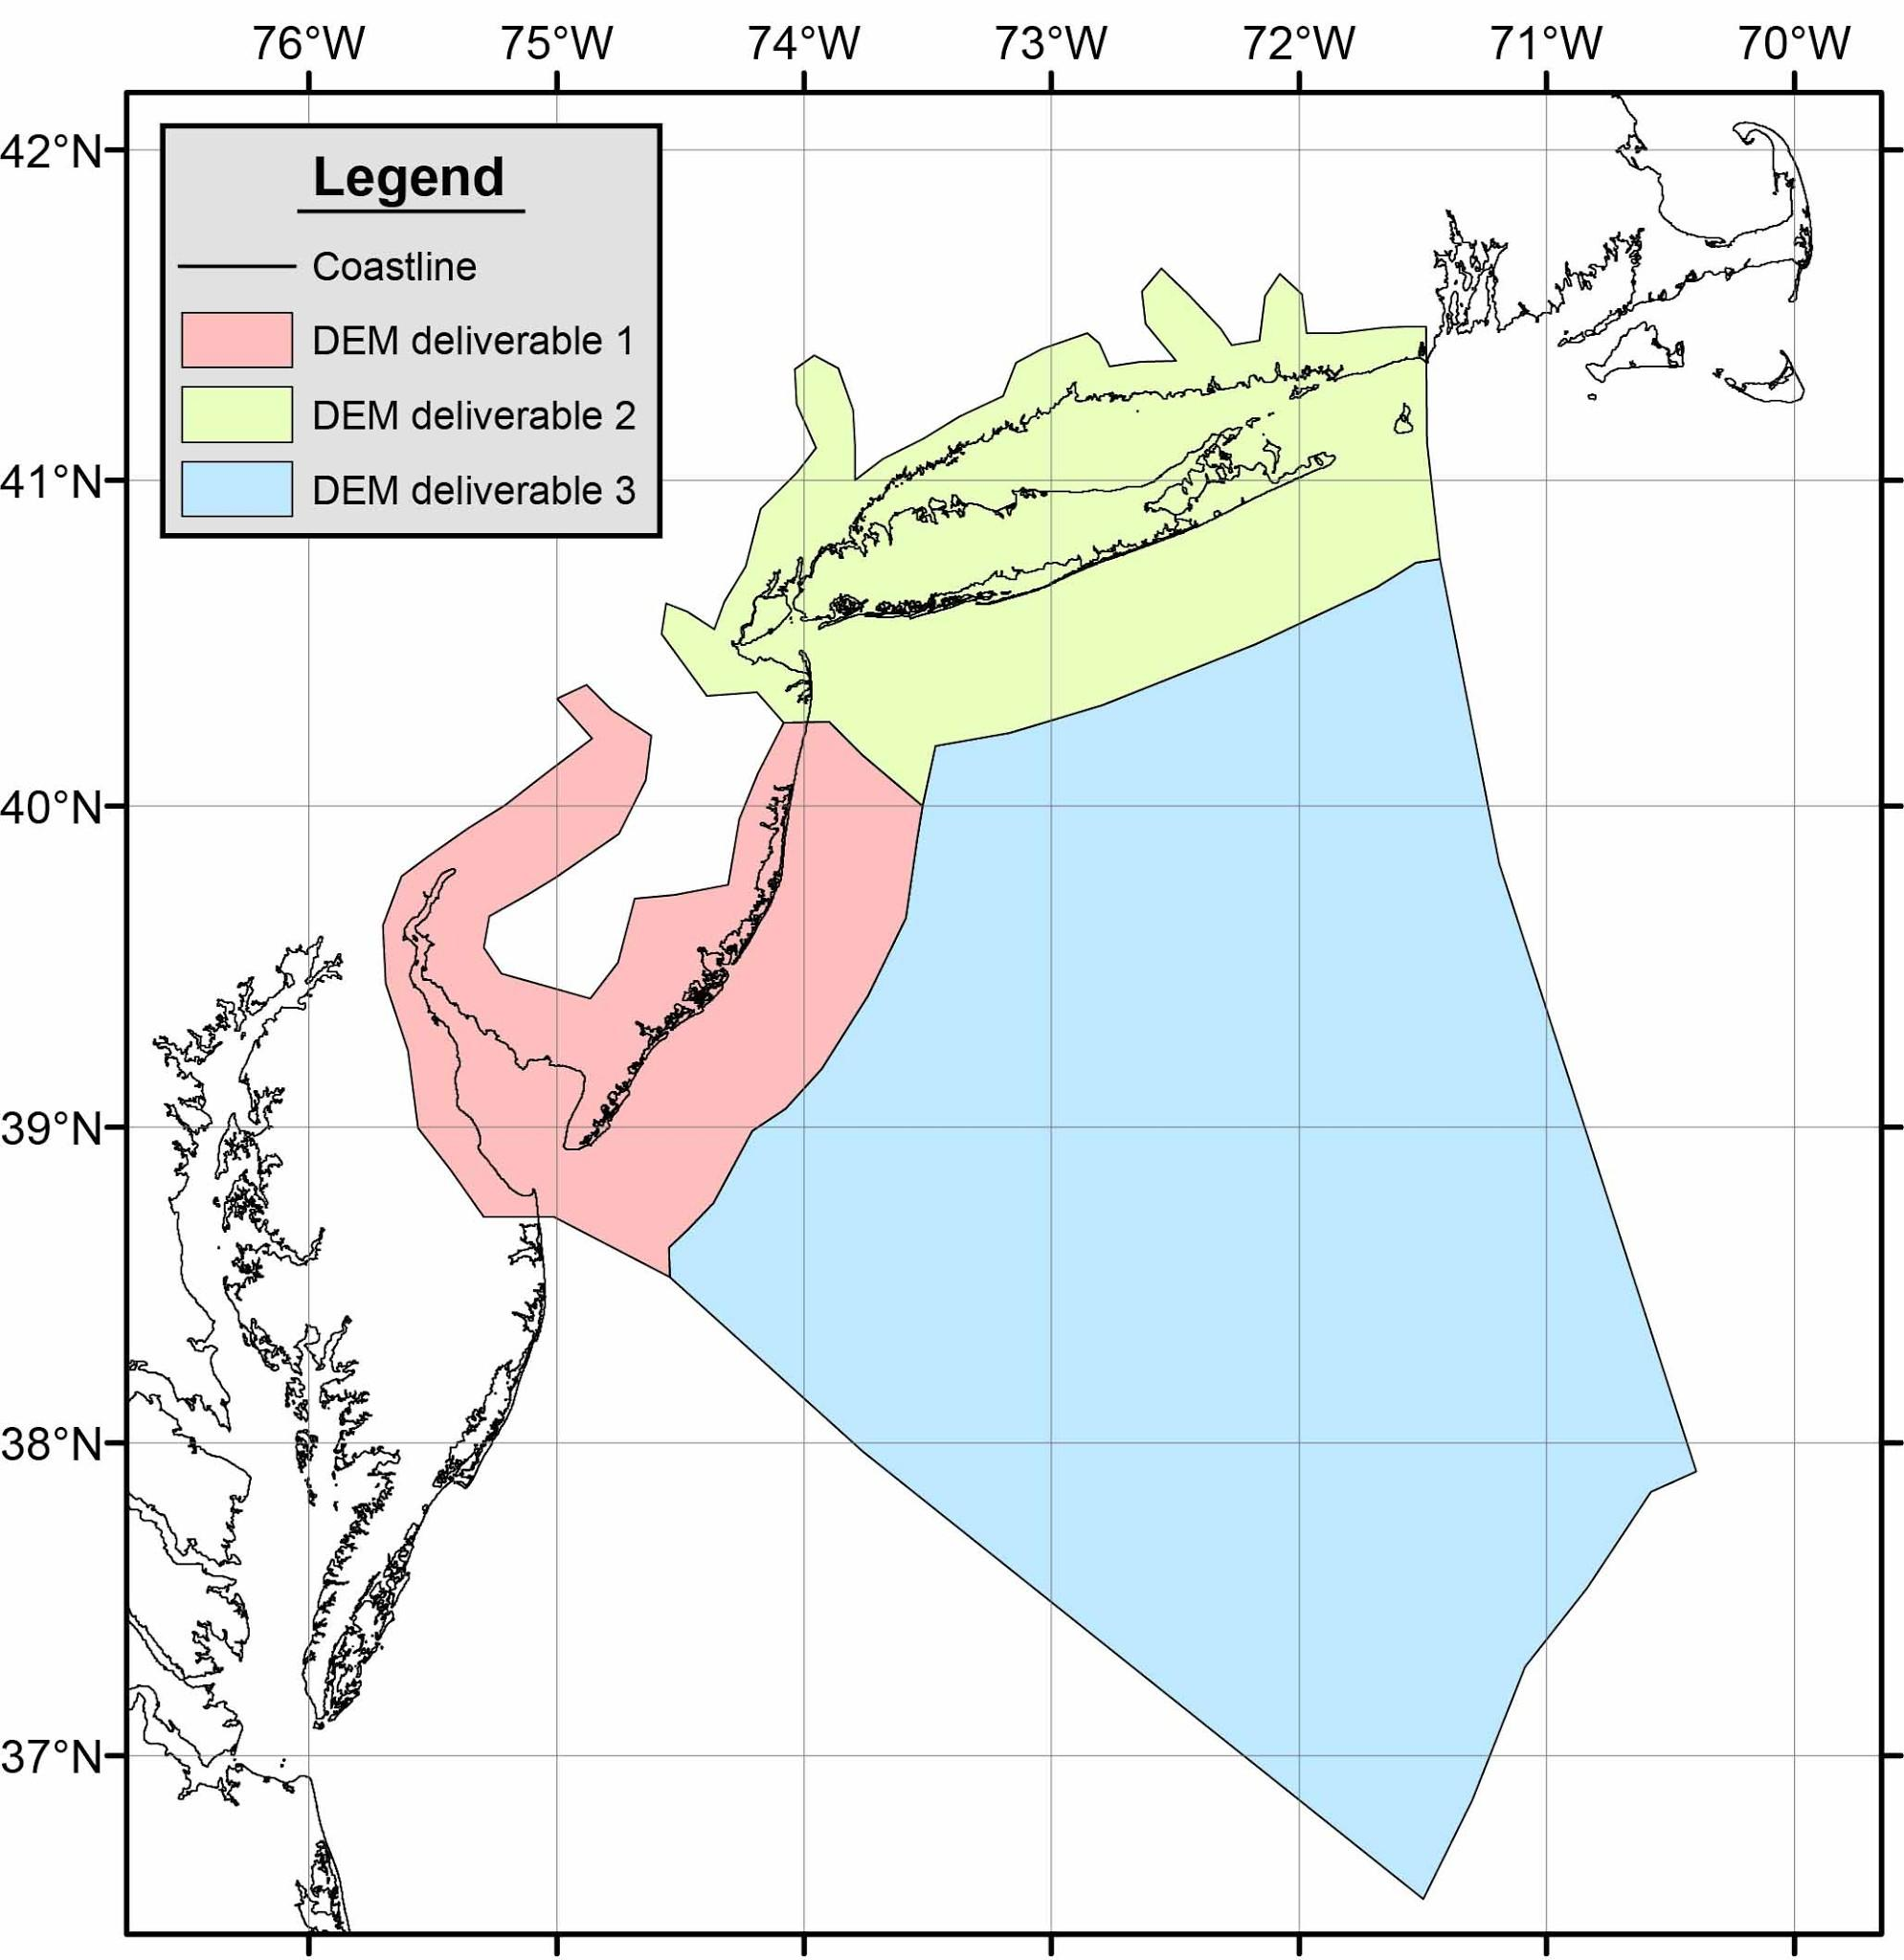 76°W 75°W 74°W 73°W 72°W 71°W 70°W
42°N
41°N
40°N
39°N
38°N
37°N
Legend
Coastline
DEM deliverable 1
DEM deliverable 2
DEM deliverable 3